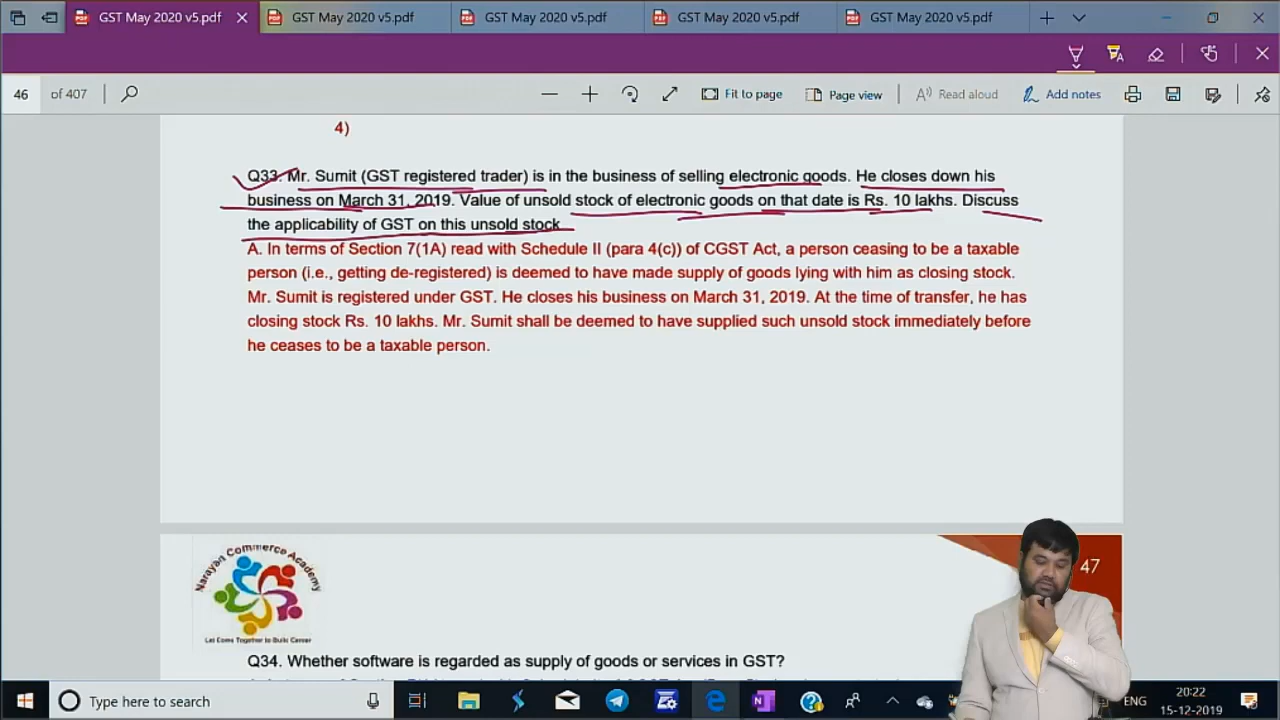 GST May 2020 v5.pdf
GST May 2020 v5.pdf
GST May 2020 v5.pdf
GST May 2020 v5.pdf
GST May 2020 v5.pdf
46 of 407
Fit to page
Page view
Read aloud
Add notes
4)
Q33. Mr. Sumit (GST registered trader) is in the business of selling electronic goods. He closes down his
business on March 31, 2019. Value of unsold stock of electronic goods on that date is Rs. 10 lakhs. Discuss
the applicability of GST on this unsold stock
A. In terms of Section 7(1A) read with Schedule II (para 4(c)) of CGST Act, a person ceasing to be a taxable
person (i.e., getting de-registered) is deemed to have made supply of goods lying with him as closing stock.
Mr. Sumit is registered under GST. He closes his business on March 31, 2019. At the time of transfer, he has
closing stock Rs. 10 lakhs. Mr. Sumit shall be deemed to have supplied such unsold stock immediately before
he ceases to be a taxable person.
Narayan Commerce Academy
Let Come Together to Build Career
47
Q34. Whether software is regarded as supply of goods or services in GST?
Type here to search
ENG
20:22
15-12-2019